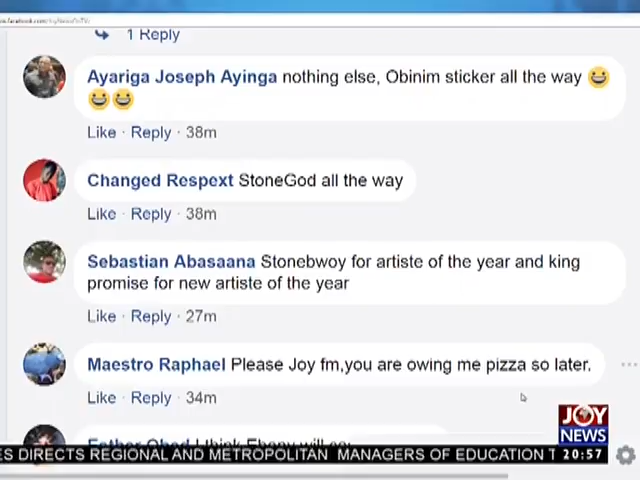 1 Reply
Ayariga Joseph Ayinga nothing else, Obinim sticker all the way
Like · Reply · 38m
Changed Respext StoneGod all the way
Like · Reply · 38m
Sebastian Abasaana Stonebwoy for artiste of the year and king
promise for new artiste of the year
Like · Reply · 27m
Maestro Raphael Please Joy fm,you are owing me pizza so later.
Like · Reply · 34m
JOY
NEWS
ES DIRECTS REGIONAL AND METROPOLITAN MANAGERS OF EDUCATION T
20:57